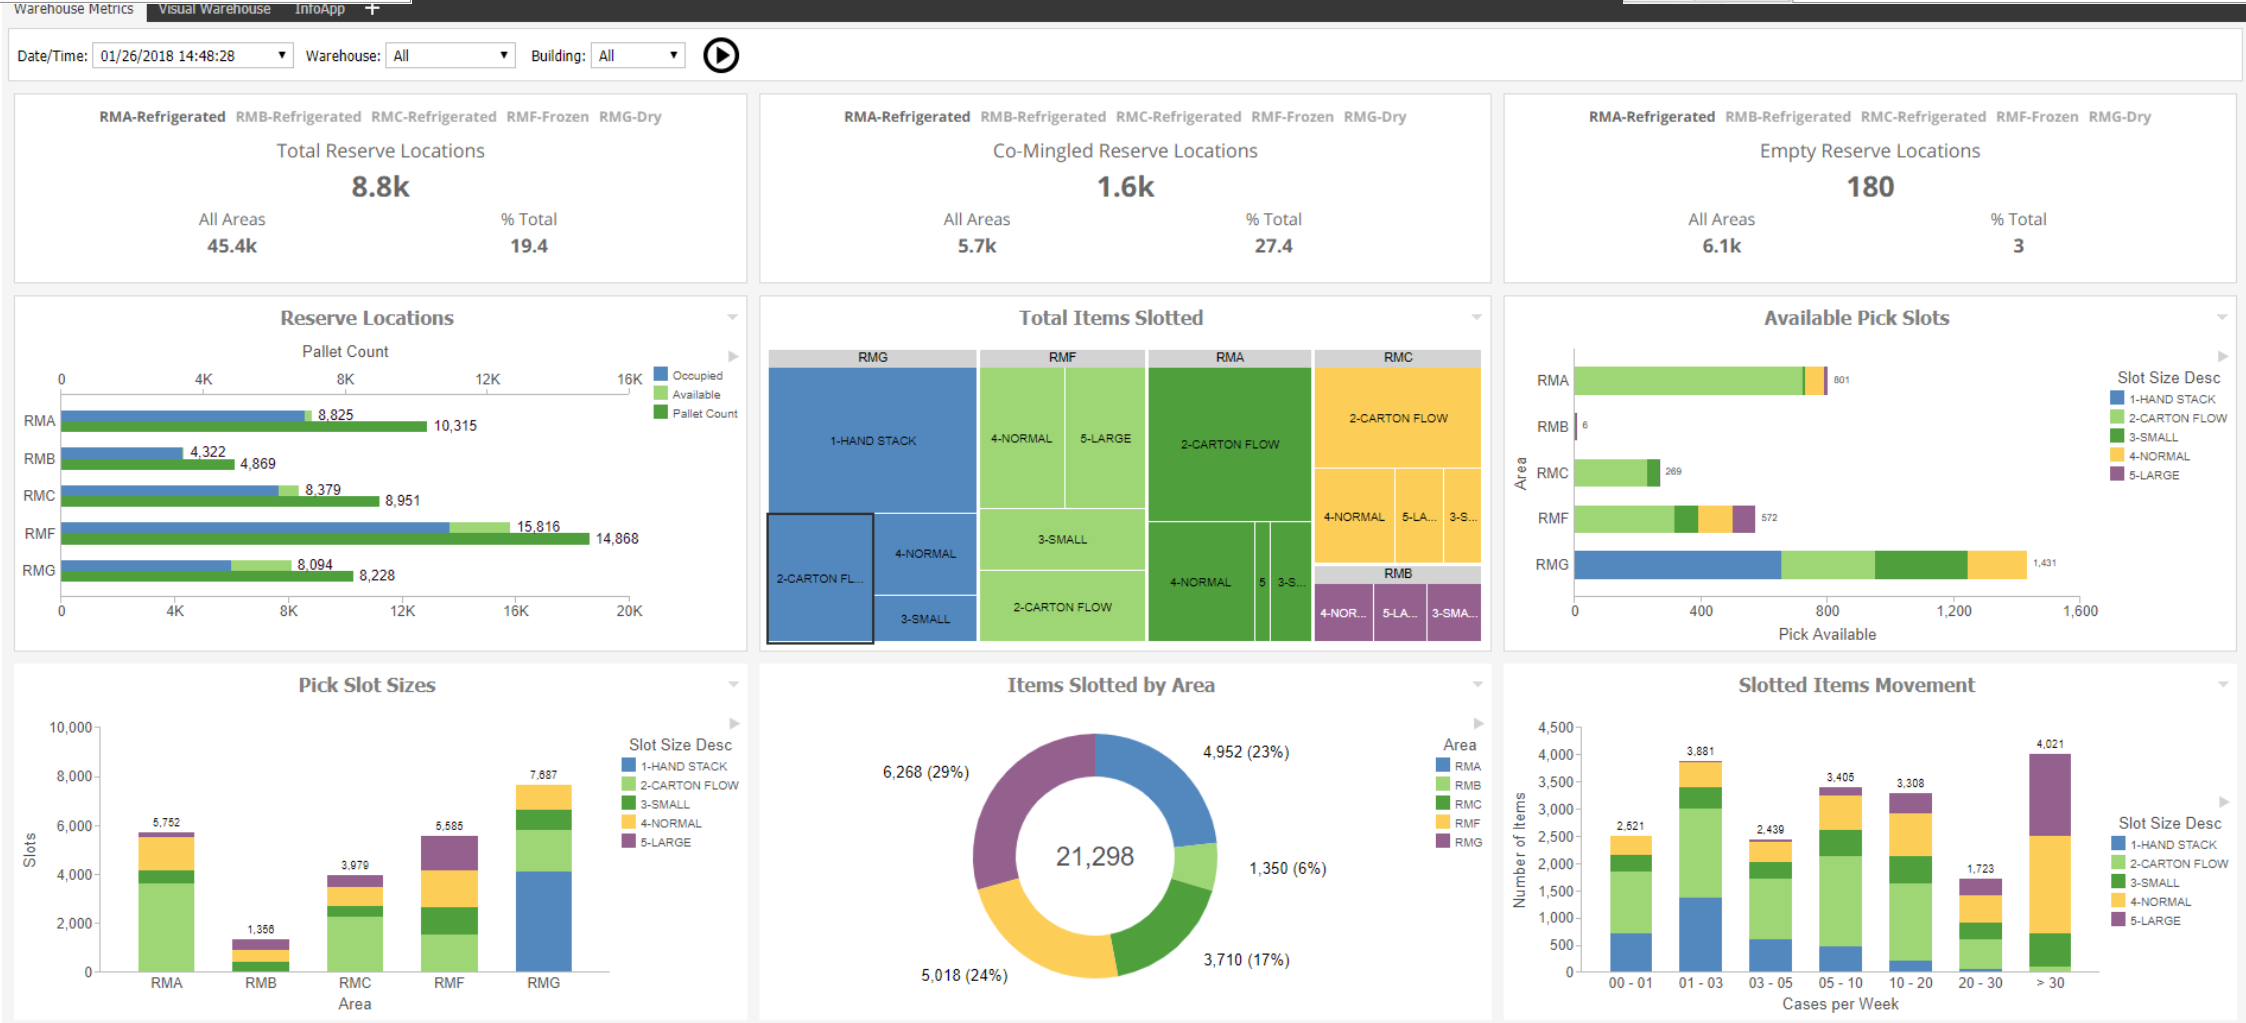 Warehouse Metrics Visual Warehouse InfoApp +
Date/Time: 01/26/2018 14:48:28 Warehouse: All Building: All
RMA-Refrigerated RMB-Refrigerated RMC-Refrigerated RMF-Frozen RMG-Dry
Total Reserve Locations
8.8k
All Areas % Total
45.4k 19.4
RMA-Refrigerated RMB-Refrigerated RMC-Refrigerated RMF-Frozen RMG-Dry
Co-Mingled Reserve Locations
1.6k
All Areas % Total
5.7k 27.4
RMA-Refrigerated RMB-Refrigerated RMC-Refrigerated RMF-Frozen RMG-Dry
Empty Reserve Locations
180
All Areas % Total
6.1k 3
Reserve Locations
Pallet Count
0 4K 8K 12K 16K
Occupied
Available
Pallet Count
RMA 8,825
10,315
RMB 4,322
4,869
RMC 8,379
8,951
RMF 15,816
14,868
RMG 8,094
8,228
0 4K 8K 12K 16K 20K
Total Items Slotted
RMG RMF RMA RMC
1-HAND STACK
2-CARTON FL...
4-NORMAL
3-SMALL
4-NORMAL 5-LARGE
3-SMALL
2-CARTON FLOW
2-CARTON FLOW
4-NORMAL 5 3-S...
2-CARTON FLOW
4-NORMAL 5-LA... 3-S...
RMB
4-NOR... 5-LA... 3-SMA...
Available Pick Slots
Area
RMA 801
RMB 6
RMC 269
RMF 572
RMG 1,431
0 400 800 1,200 1,600
Pick Available
Slot Size Desc
1-HAND STACK
2-CARTON FLOW
3-SMALL
4-NORMAL
5-LARGE
Pick Slot Sizes
Slots
10,000
8,000
6,000
4,000
2,000
0
5,752
1,356
3,979
5,585
7,687
RMA RMB RMC RMF RMG
Area
Slot Size Desc
1-HAND STACK
2-CARTON FLOW
3-SMALL
4-NORMAL
5-LARGE
Items Slotted by Area
4,952 (23%)
1,350 (6%)
3,710 (17%)
5,018 (24%)
6,268 (29%)
21,298
Area
RMA
RMB
RMC
RMF
RMG
Slotted Items Movement
Number of Items
4,500
4,000
3,500
3,000
2,500
2,000
1,500
1,000
500
0
2,521
3,881
2,439
3,405
3,308
1,723
4,021
00 - 01 01 - 03 03 - 05 05 - 10 10 - 20 20 - 30 > 30
Cases per Week
Slot Size Desc
1-HAND STACK
2-CARTON FLOW
3-SMALL
4-NORMAL
5-LARGE